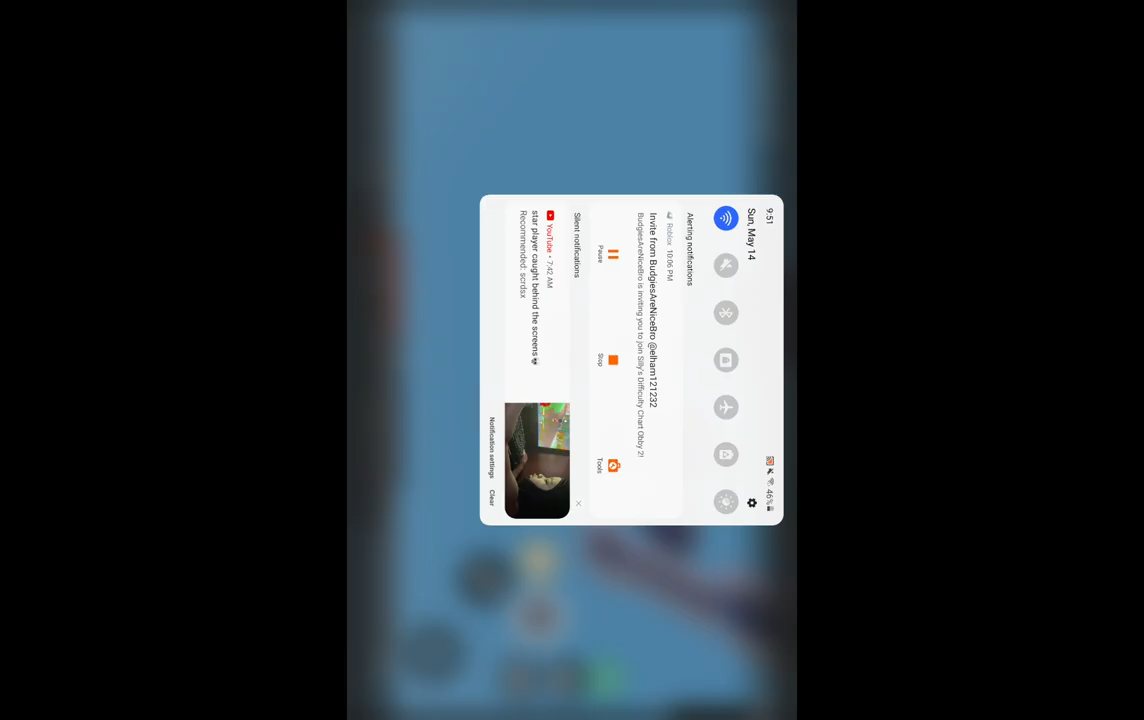 9:51
46%
Sun, May 14
Alerting notifications
Roblox 10:06 PM
Invite from BudgiesAreNiceBro @elham121232
BudgiesAreNiceBro is inviting you to join Silly's Difficulty Chart Obby 2!
Pause
Stop
Tools
Silent notifications
YouTube • 7:42 AM
star player caught behind the screens
Recommended: scrdsx
Notification settings
Clear